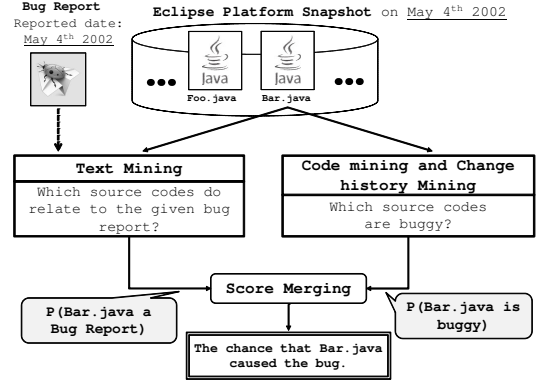 Bug Report
Reported date:
May 4th 2002
Eclipse Platform Snapshot on May 4th 2002
Java
Java
Foo.java
Bar.java
Text Mining
Which source codes do
relate to the given bug
report?
Code mining and Change
history Mining
Which source codes
are buggy?
Score Merging
P(Bar.java a
Bug Report)
P(Bar.java is
buggy)
The chance that Bar.java
caused the bug.